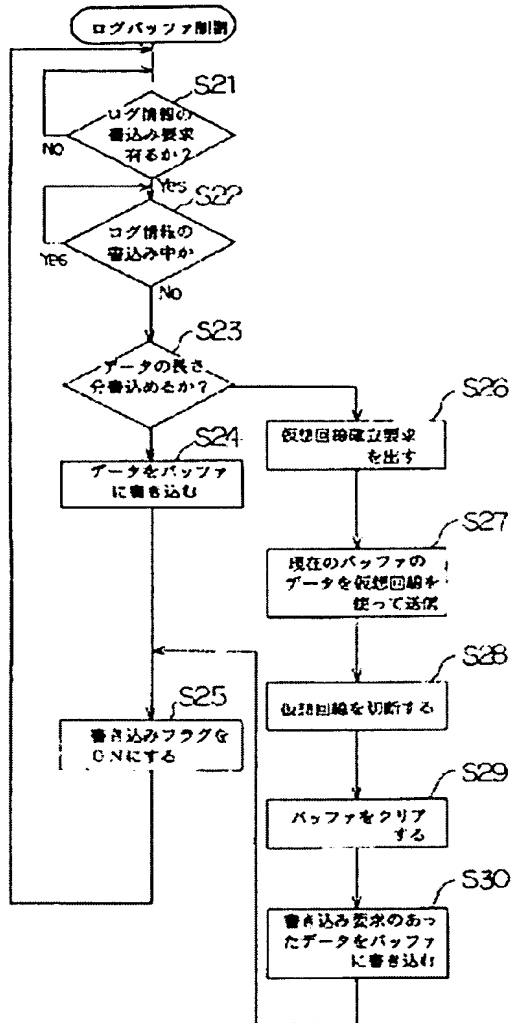 ログバッファ制御
S21
ログ情報の
書込み要求
有るか?
NO
Yes
S22
ログ情報の
書込み中か
Yes
NO
S23
データの長さ
分書込めるか?
S24
データをバッファ
に書き込む
S26
仮想回線確立要求
を出す
S27
現在のバッファの
データを仮想回線を
使って送信
S28
仮想回線を切断する
S25
書き込みフラグを
ONにする
S29
バッファをクリア
する
S30
書き込み要求のあっ
たデータをバッファ
に書き込む